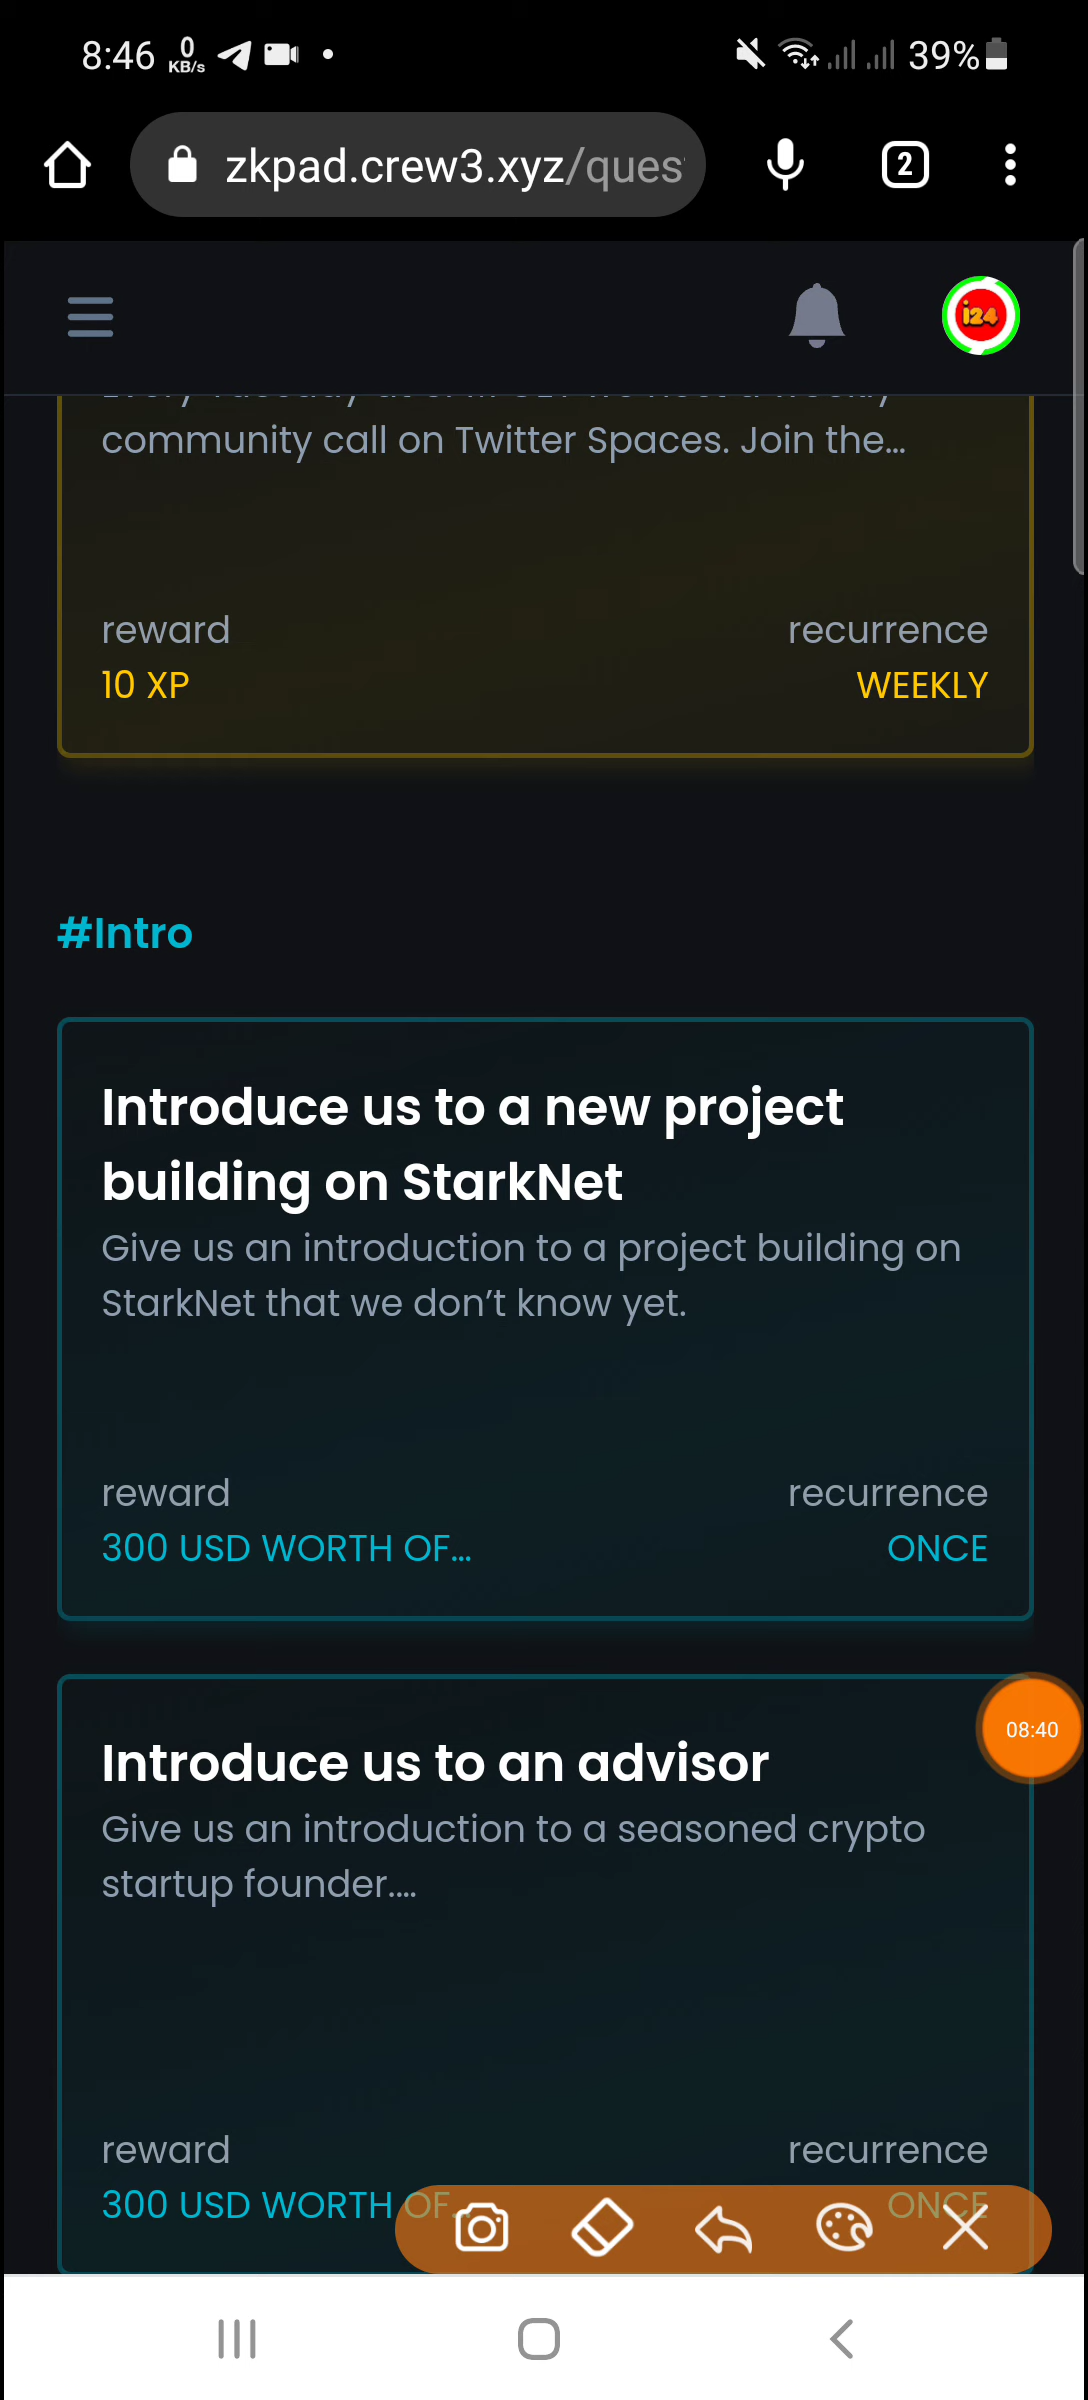 8:46 0 KB/s 39%
zkpad.crew3.xyz/ques
2
i24
community call on Twitter Spaces. Join the...
reward recurrence
10 XP WEEKLY
#Intro
Introduce us to a new project
building on StarkNet
Give us an introduction to a project building on
StarkNet that we don’t know yet.
reward recurrence
300 USD WORTH OF... ONCE
08:40
Introduce us to an advisor
Give us an introduction to a seasoned crypto
startup founder....
reward recurrence
300 USD WORTH OF... ONCE